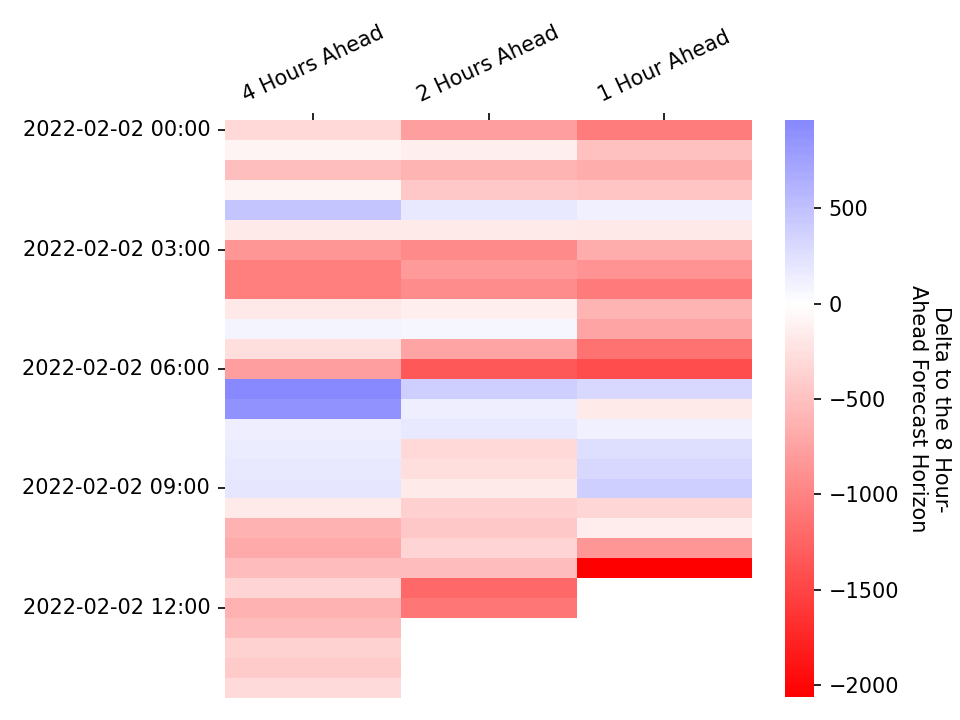 4 Hours Ahead
2 Hours Ahead
1 Hour Ahead
2022-02-02 00:00
2022-02-02 03:00
2022-02-02 06:00
2022-02-02 09:00
2022-02-02 12:00
500
0
−500
−1000
−1500
−2000
Delta to the 8 Hour-
Ahead Forecast Horizon